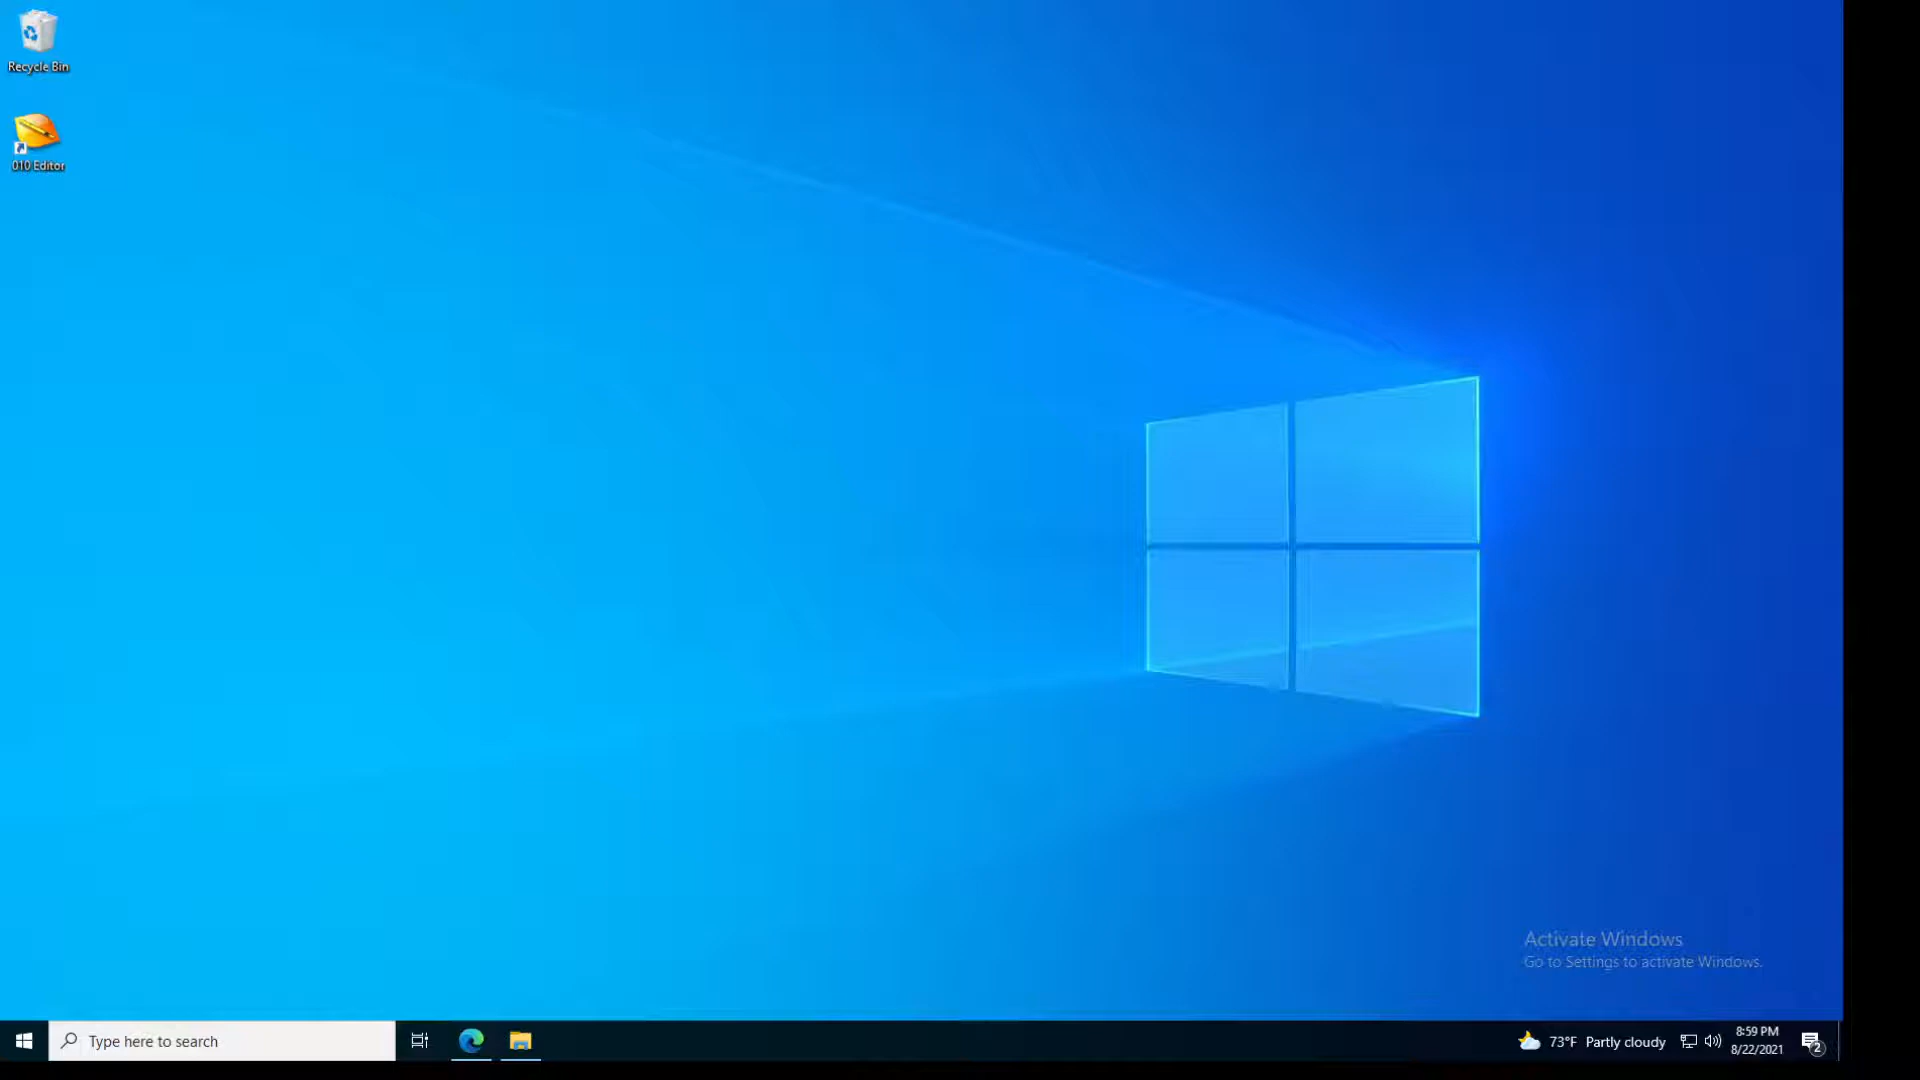 Recycle Bin
010 Editor
Activate Windows
Go to Settings to activate Windows.
Type here to search
73°F Partly cloudy
8:59 PM
8/22/2021
2